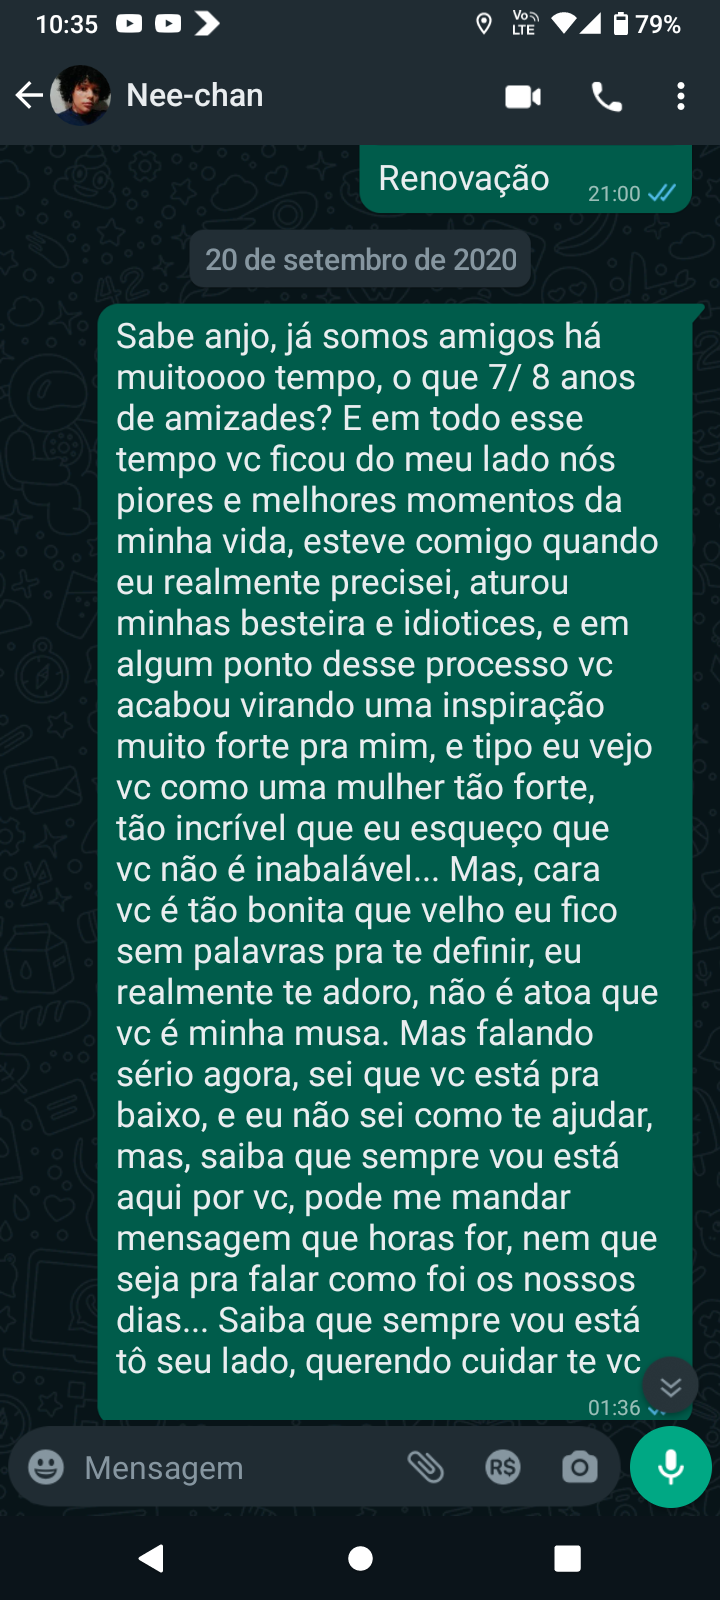 10:35
Vo LTE
79%
Nee-chan
Renovação
21:00
20 de setembro de 2020
Sabe anjo, já somos amigos há
muitoooo tempo, o que 7/ 8 anos
de amizades? E em todo esse
tempo vc ficou do meu lado nós
piores e melhores momentos da
minha vida, esteve comigo quando
eu realmente precisei, aturou
minhas besteira e idiotices, e em
algum ponto desse processo vc
acabou virando uma inspiração
muito forte pra mim, e tipo eu vejo
vc como uma mulher tão forte,
tão incrível que eu esqueço que
vc não é inabalável... Mas, cara
vc é tão bonita que velho eu fico
sem palavras pra te definir, eu
realmente te adoro, não é atoa que
vc é minha musa. Mas falando
sério agora, sei que vc está pra
baixo, e eu não sei como te ajudar,
mas, saiba que sempre vou está
aqui por vc, pode me mandar
mensagem que horas for, nem que
seja pra falar como foi os nossos
dias... Saiba que sempre vou está
tô seu lado, querendo cuidar te vc
01:36
Mensagem
R$